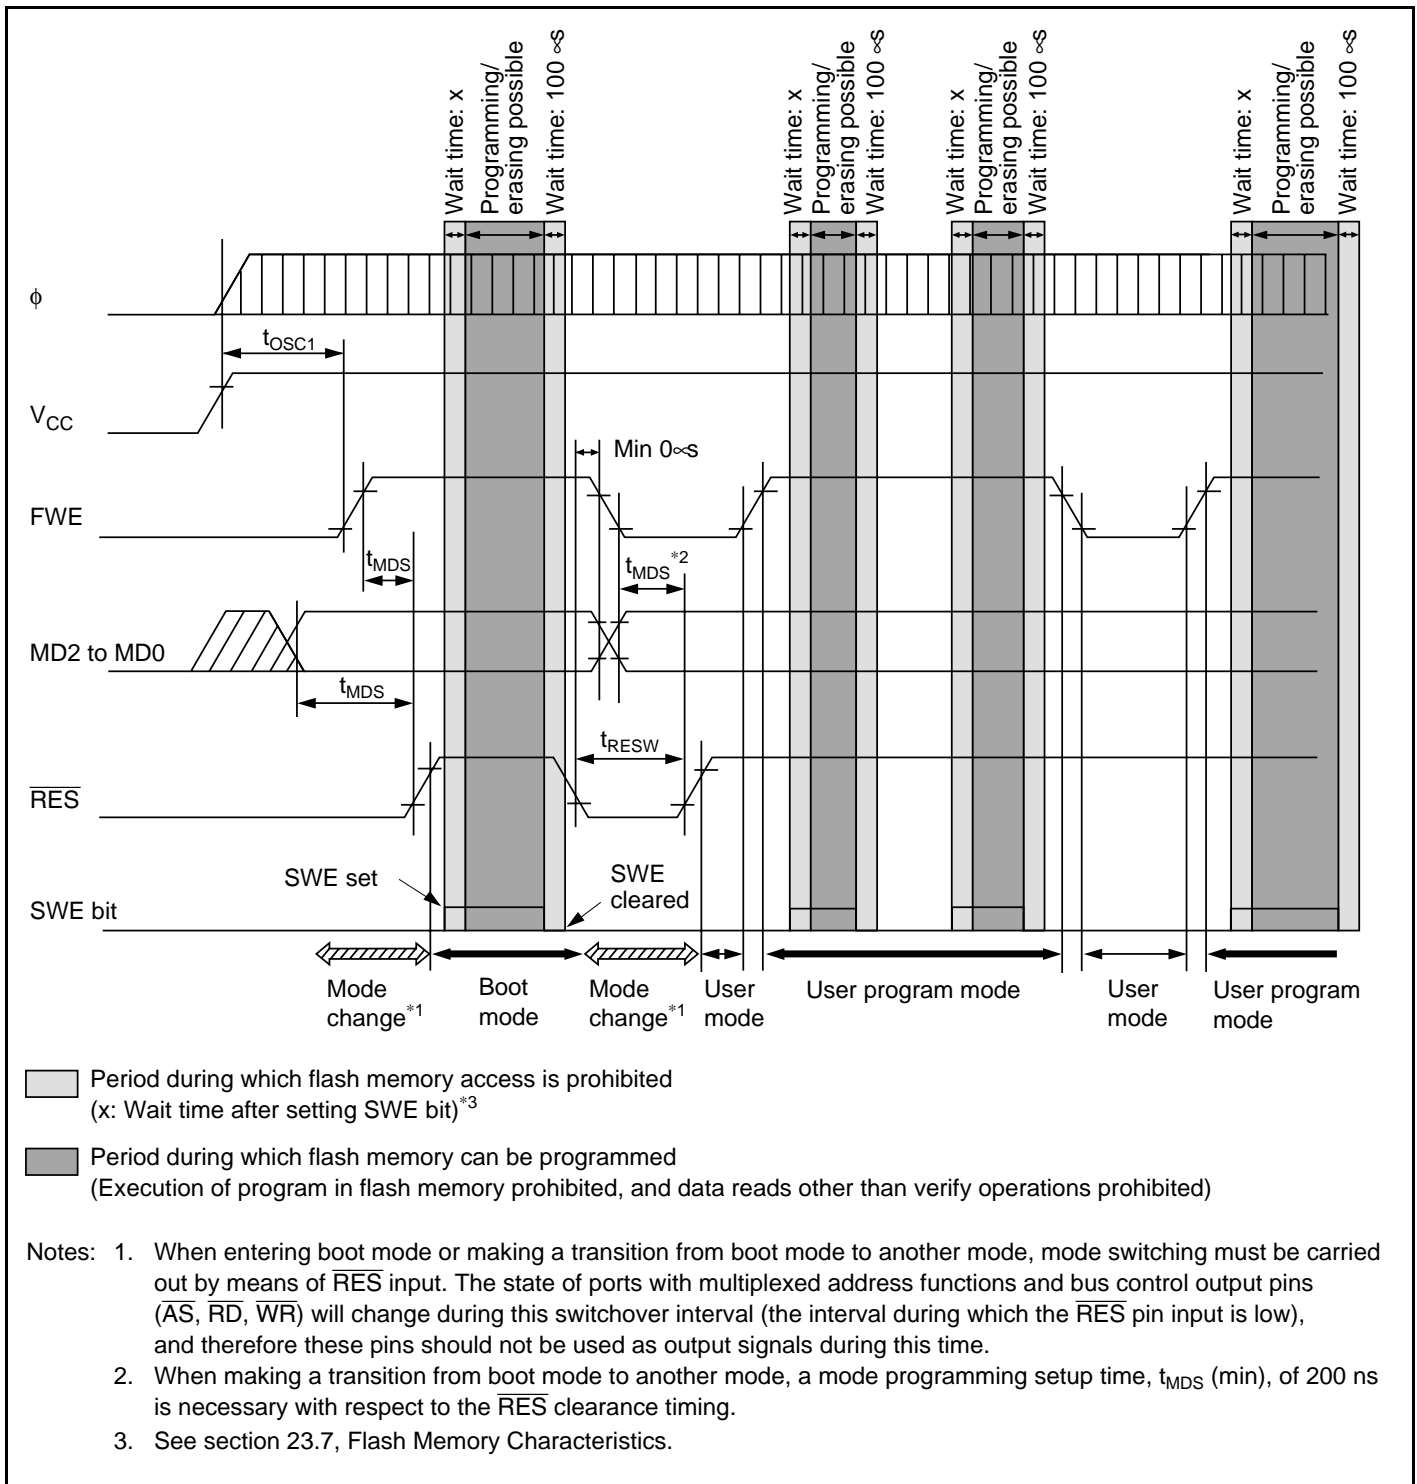 Wait time: x
Programming/
erasing possible
Wait time: 100 ∝s
Wait time: x
Programming/
erasing possible
Wait time: 100 ∝s
Wait time: x
Programming/
erasing possible
Wait time: 100 ∝s
Wait time: x
Programming/
erasing possible
Wait time: 100 ∝s
ϕ
tOSC1
VCC
Min 0∝s
FWE
tMDS
tMDS*2
MD2 to MD0
tMDS
tRESW
R̅E̅S̅
SWE set
SWE
cleared
SWE bit
Mode
change*1
Boot
mode
Mode
change*1
User
mode
User program mode
User
mode
User program
mode
Period during which flash memory access is prohibited
(x: Wait time after setting SWE bit)*3
Period during which flash memory can be programmed
(Execution of program in flash memory prohibited, and data reads other than verify operations prohibited)
Notes: 1. When entering boot mode or making a transition from boot mode to another mode, mode switching must be carried
out by means of R̅E̅S̅ input. The state of ports with multiplexed address functions and bus control output pins
(A̅S̅, R̅D̅, W̅R̅) will change during this switchover interval (the interval during which the R̅E̅S̅ pin input is low),
and therefore these pins should not be used as output signals during this time.
2. When making a transition from boot mode to another mode, a mode programming setup time, tMDS (min), of 200 ns
is necessary with respect to the R̅E̅S̅ clearance timing.
3. See section 23.7, Flash Memory Characteristics.